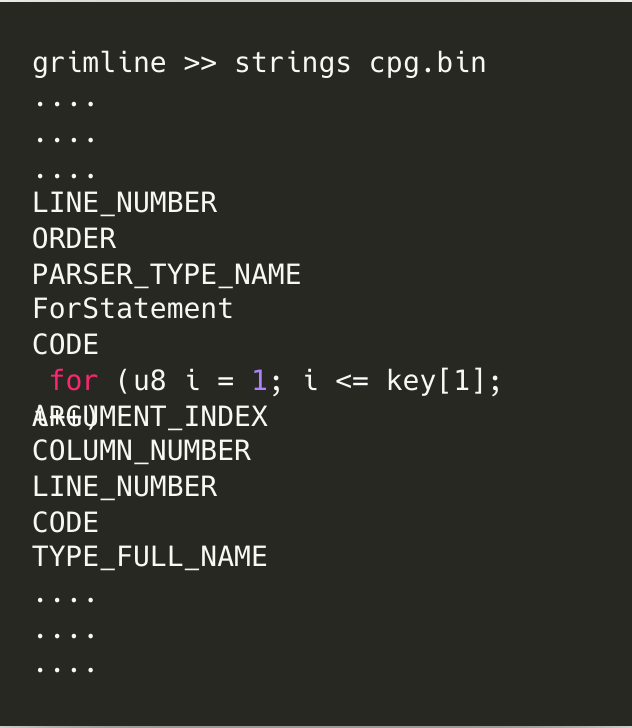 grimline >> strings cpg.bin
....
....
....
LINE_NUMBER
ORDER
PARSER_TYPE_NAME
ForStatement
CODE
for (u8 i = 1; i <= key[1];
i++)
ARGUMENT_INDEX
COLUMN_NUMBER
LINE_NUMBER
CODE
TYPE_FULL_NAME
....
....
....